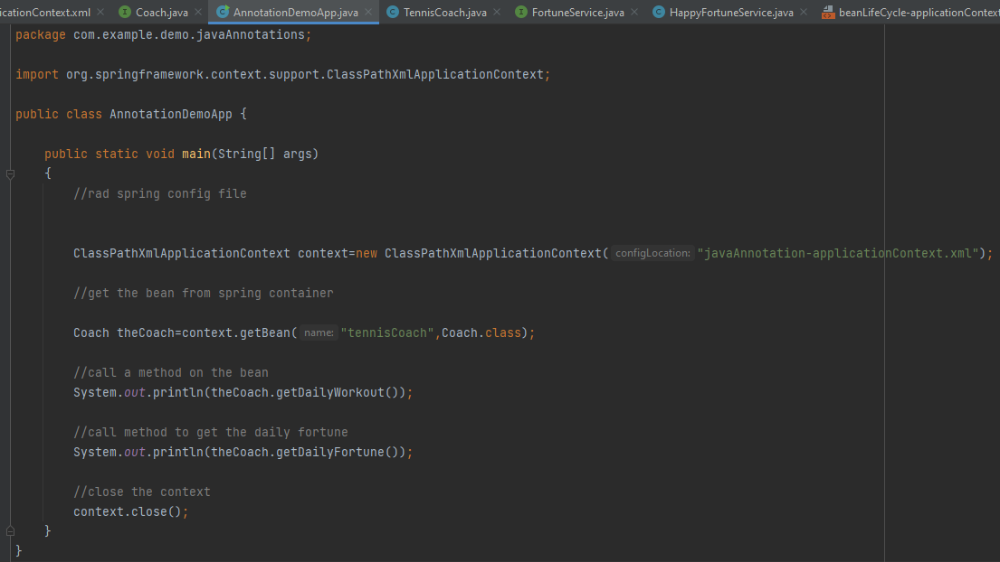 icationContext.xml Coach.java AnnotationDemoApp.java TennisCoach.java FortuneService.java HappyFortuneService.java beanLifeCycle-applicationContext
package com.example.demo.javaAnnotations;
import org.springframework.context.support.ClassPathXmlApplicationContext;
public class AnnotationDemoApp {
public static void main(String[] args)
{
//rad spring config file
ClassPathXmlApplicationContext context=new ClassPathXmlApplicationContext( configLocation: "javaAnnotation-applicationContext.xml");
//get the bean from spring container
Coach theCoach=context.getBean( name: "tennisCoach",Coach.class);
//call a method on the bean
System.out.println(theCoach.getDailyWorkout());
//call method to get the daily fortune
System.out.println(theCoach.getDailyFortune());
//close the context
context.close();
}
}